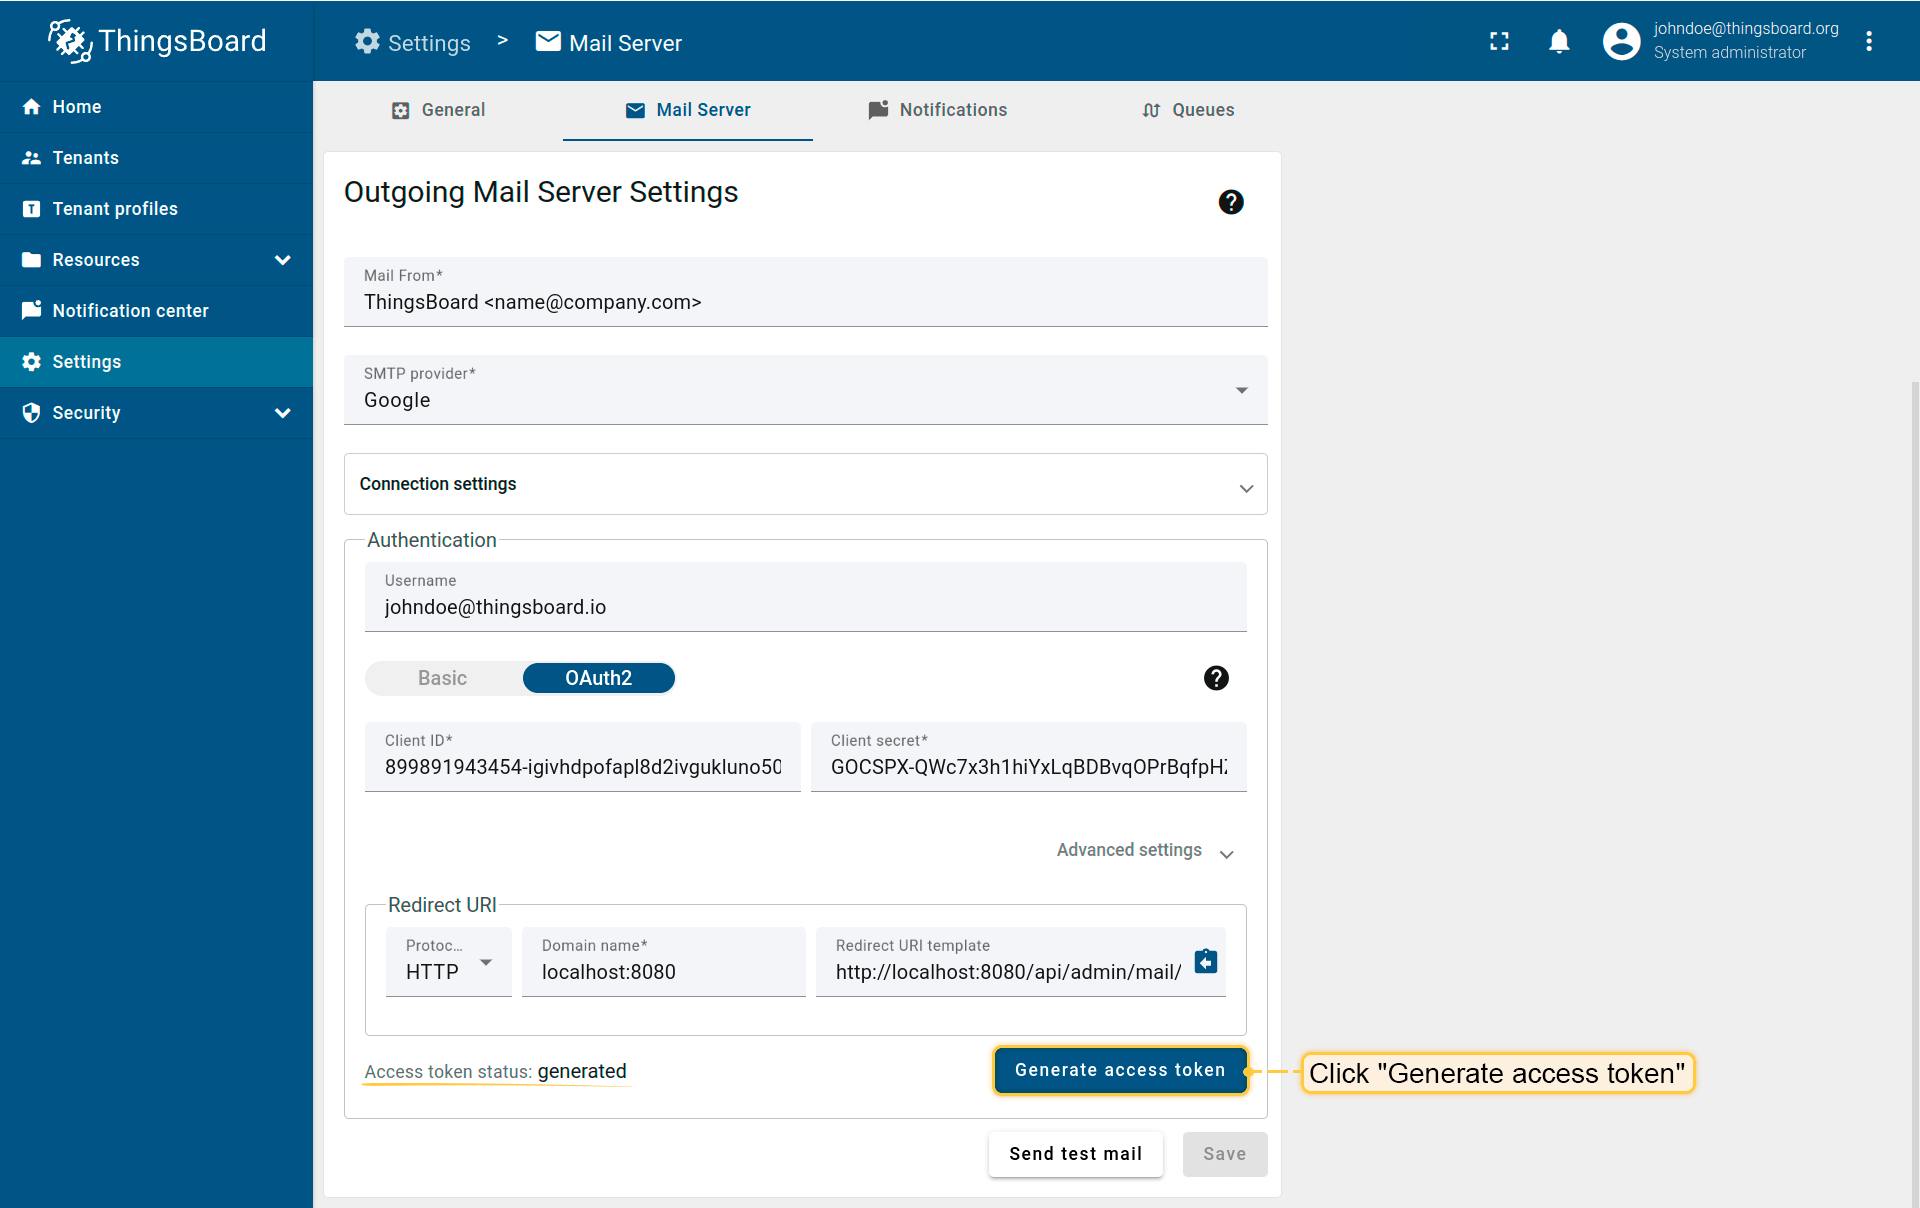 ThingsBoard
Settings > Mail Server
johndoe@thingsboard.org
System administrator
Home
Tenants
Tenant profiles
Resources
Notification center
Settings
Security
General
Mail Server
Notifications
Queues
Outgoing Mail Server Settings
Mail From*
ThingsBoard <name@company.com>
SMTP provider*
Google
Connection settings
Authentication
Username
johndoe@thingsboard.io
Basic
OAuth2
Client ID*
899891943454-igivhdpofapl8d2ivgukluno50
Client secret*
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
Advanced settings
Redirect URI
Protoc...
HTTP
Domain name*
localhost:8080
Redirect URI template
http://localhost:8080/api/admin/mail/
Access token status: generated
Generate access token
Click "Generate access token"
Send test mail
Save